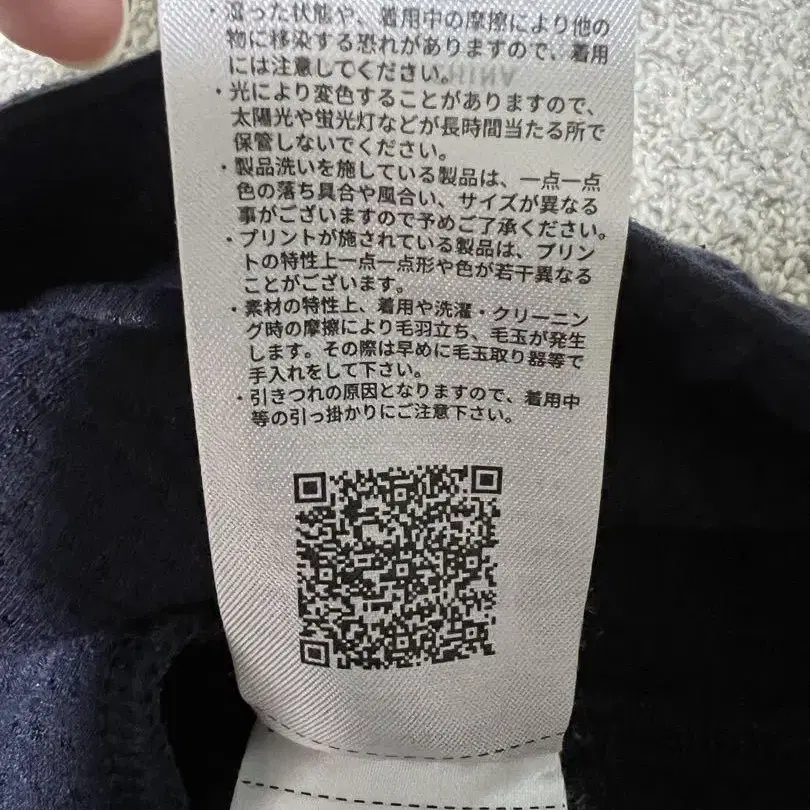 ・湿った状態や、着用中の摩擦により他の
物に移染する恐れがありますので、着用
には注意してください。
・光により変色することがありますので、
太陽光や蛍光灯などが長時間当たる所で
保管しないでください。
・製品洗いを施している製品は、一点一点
色の落ち具合や風合い、サイズが異なる
事がございますので予めご了承ください。
・プリントが施されている製品は、プリン
トの特性上一点一点形や色が若干異なる
ことがございます。
・素材の特性上、着用や洗濯・クリーニン
グ時の摩擦により毛羽立ち、毛玉が発生
します。その際は早めに毛玉取り器等で
手入れをして下さい。
・引きつれの原因となりますので、着用中
等の引っ掛かりにご注意下さい。